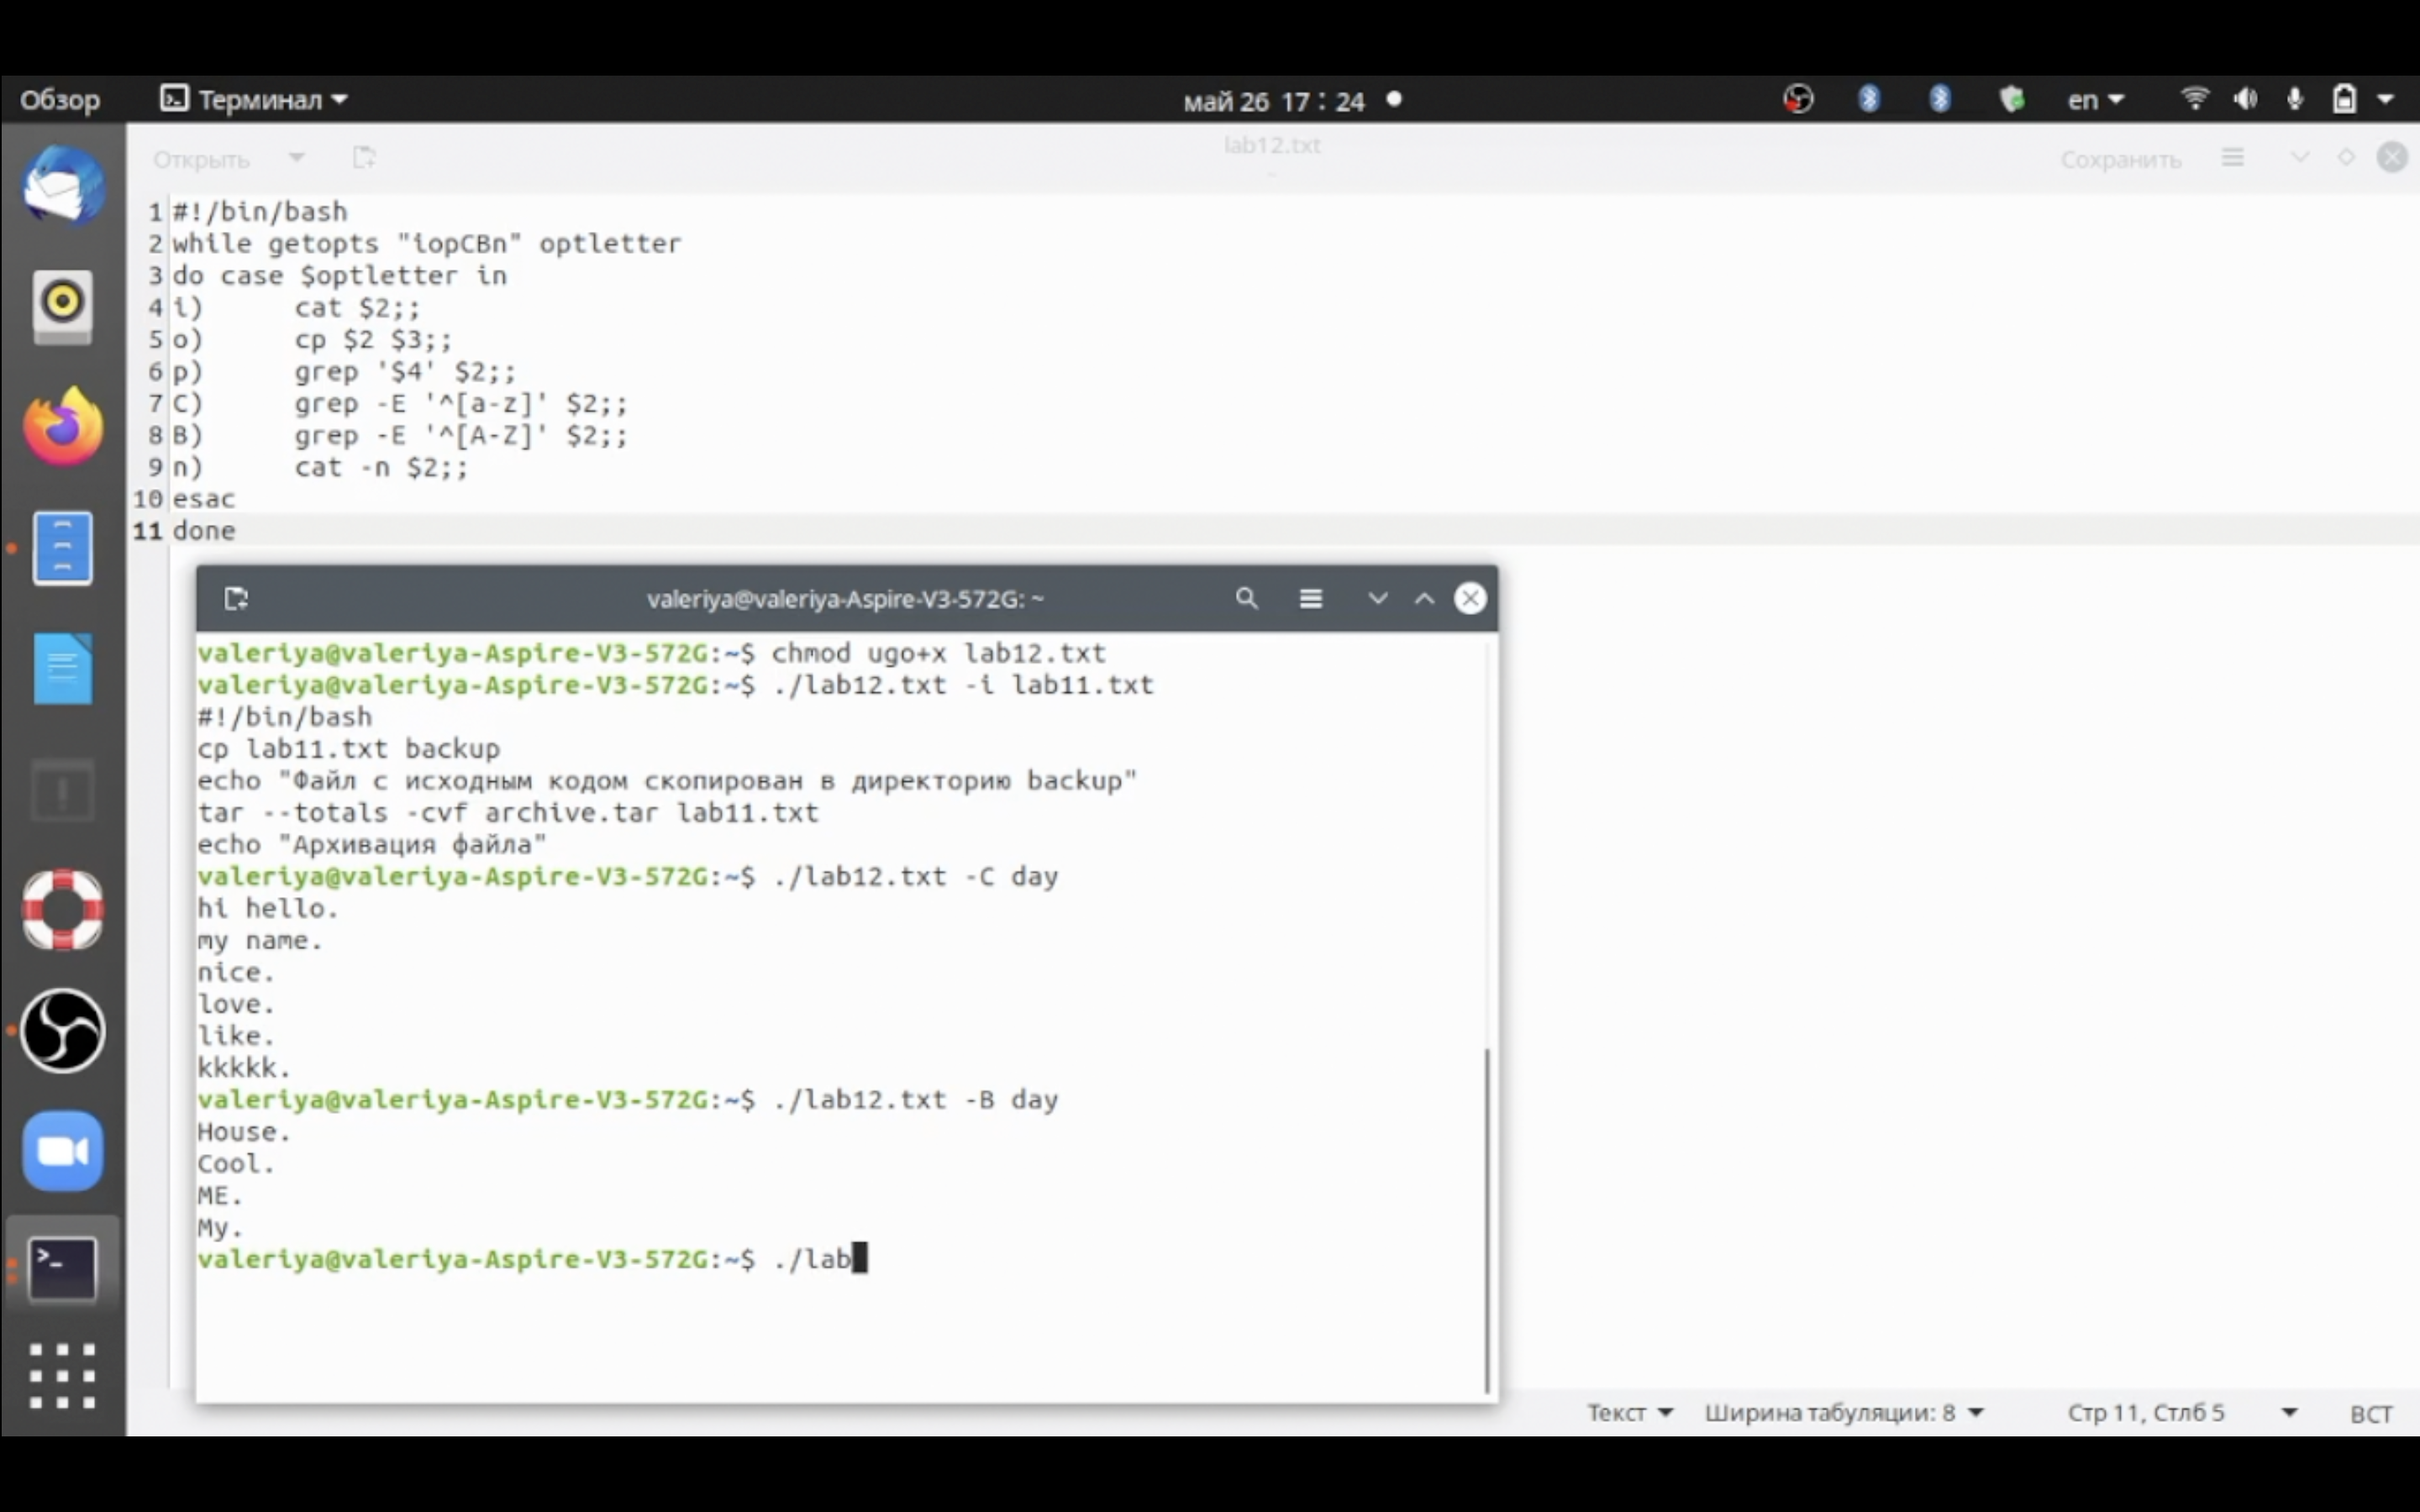 Обзор Терминал май 26 17:24 en
Открыть lab12.txt Сохранить
1 #!/bin/bash
2 while getopts "iopCBn" optletter
3 do case $optletter in
4 i) cat $2;;
5 o) cp $2 $3;;
6 p) grep '$4' $2;;
7 C) grep -E '^[a-z]' $2;;
8 B) grep -E '^[A-Z]' $2;;
9 n) cat -n $2;;
10 esac
11 done
valeriya@valeriya-Aspire-V3-572G: ~
valeriya@valeriya-Aspire-V3-572G:~$ chmod ugo+x lab12.txt
valeriya@valeriya-Aspire-V3-572G:~$ ./lab12.txt -i lab11.txt
#!/bin/bash
cp lab11.txt backup
echo "Файл с исходным кодом скопирован в директорию backup"
tar --totals -cvf archive.tar lab11.txt
echo "Архивация файла"
valeriya@valeriya-Aspire-V3-572G:~$ ./lab12.txt -C day
hi hello.
my name.
nice.
love.
like.
kkkkk.
valeriya@valeriya-Aspire-V3-572G:~$ ./lab12.txt -B day
House.
Cool.
ME.
My.
valeriya@valeriya-Aspire-V3-572G:~$ ./lab
Текст Ширина табуляции: 8 Стр 11, Стлб 5 ВСТ